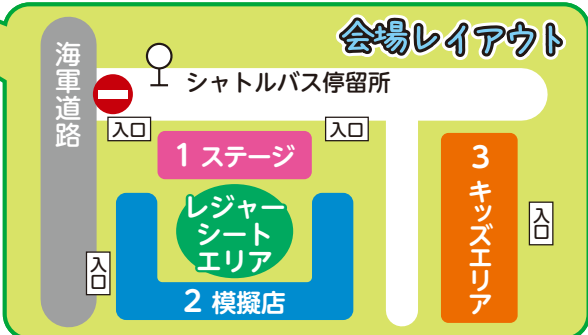 会場レイアウト
海軍道路
シャトルバス停留所
入口
入口
1 ステージ
レジャー
シート
エリア
2 模擬店
入口
3 キッズエリア
入口